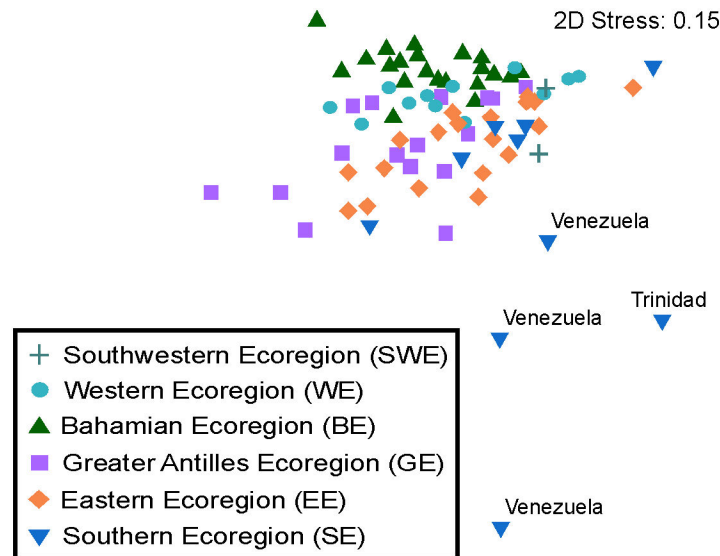 2D Stress: 0.15
Venezuela
Trinidad
Venezuela
Southwestern Ecoregion (SWE)
Western Ecoregion (WE)
Bahamian Ecoregion (BE)
Greater Antilles Ecoregion (GE)
Eastern Ecoregion (EE)
Southern Ecoregion (SE)
Venezuela